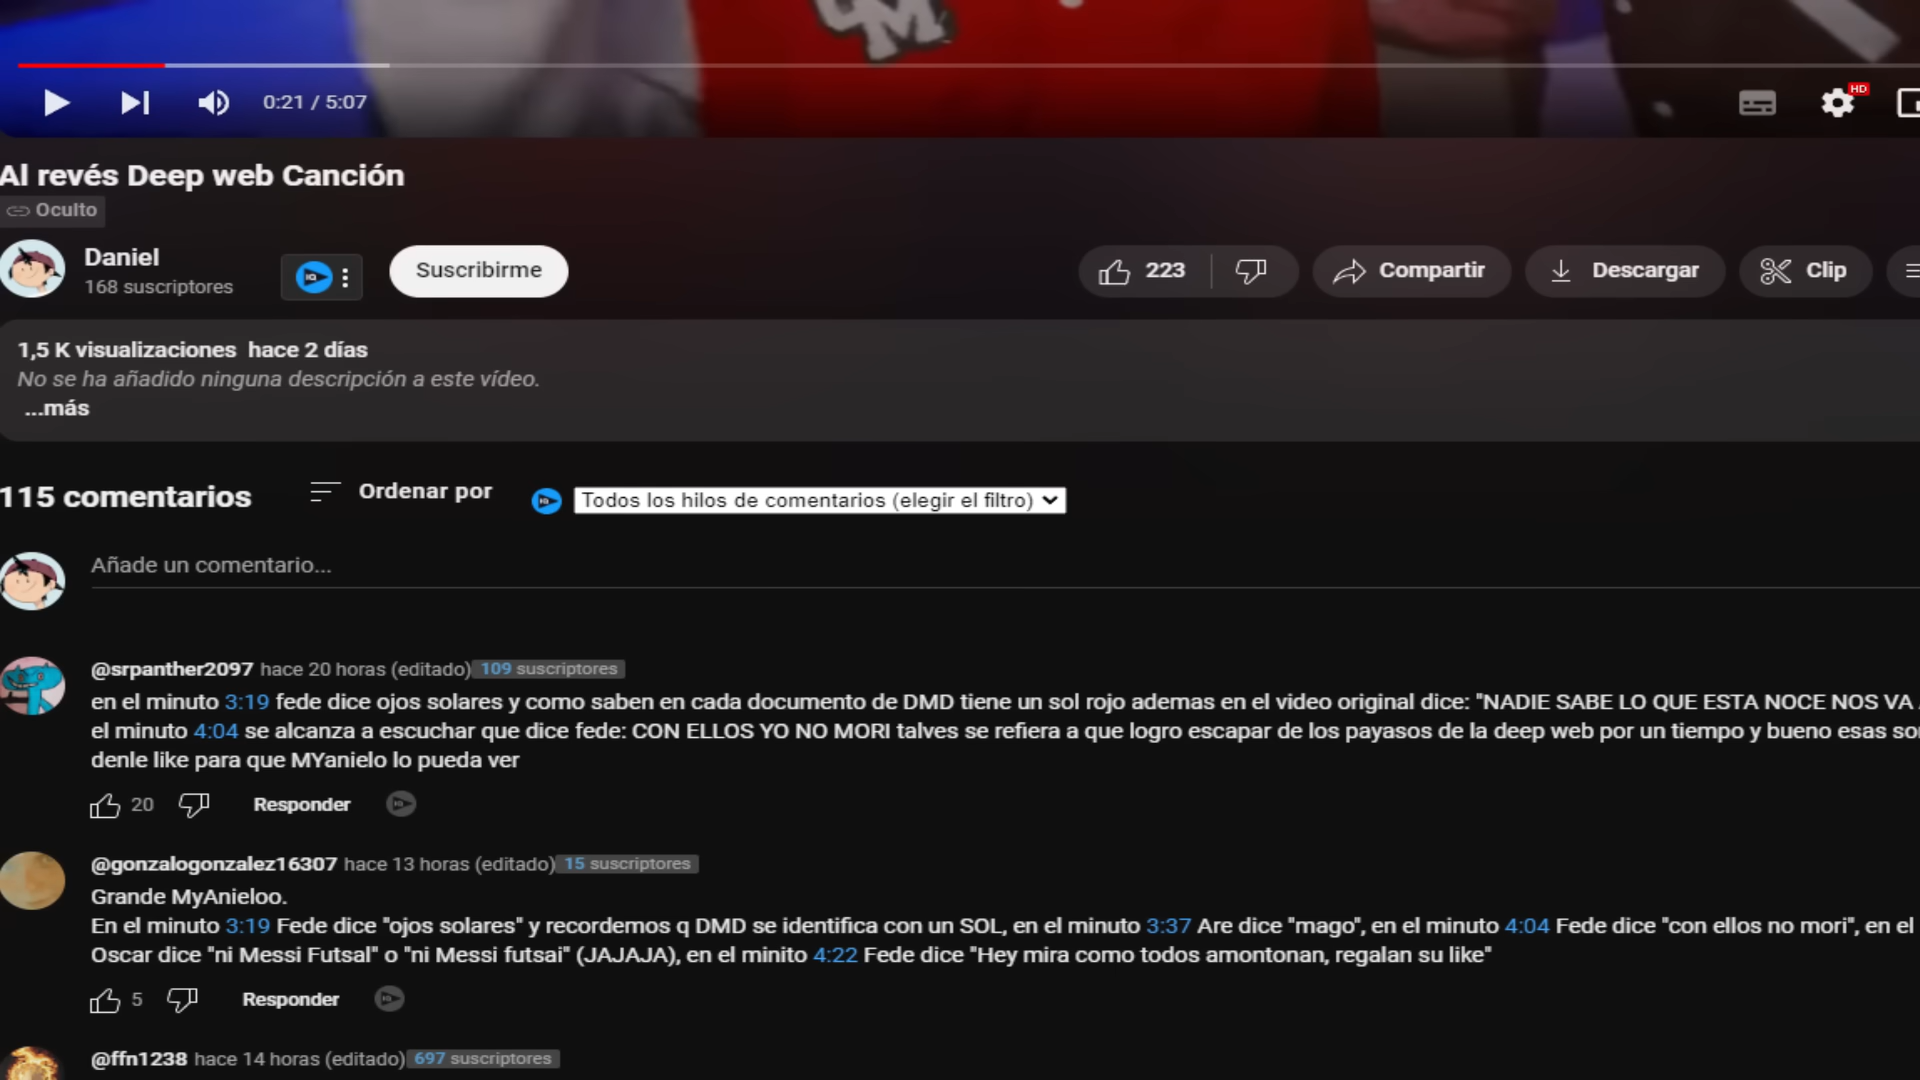 0:21 / 5:07
HD
Al revés Deep web Canción
Oculto
Daniel
168 suscriptores
Suscribirme
223
Compartir
Descargar
Clip
1,5 K visualizaciones hace 2 días
No se ha añadido ninguna descripción a este vídeo.
...más
115 comentarios
Ordenar por
Todos los hilos de comentarios (elegir el filtro)
Añade un comentario...
@srpanther2097 hace 20 horas (editado) 109 suscriptores
en el minuto 3:19 fede dice ojos solares y como saben en cada documento de DMD tiene un sol rojo ademas en el video original dice: "NADIE SABE LO QUE ESTA NOCE NOS VA
el minuto 4:04 se alcanza a escuchar que dice fede: CON ELLOS YO NO MORI talves se refiera a que logro escapar de los payasos de la deep web por un tiempo y bueno esas
denle like para que MYanielo lo pueda ver
20
Responder
@gonzalogonzalez16307 hace 13 horas (editado) 15 suscriptores
Grande MyAnieloo.
En el minuto 3:19 Fede dice "ojos solares" y recordemos q DMD se identifica con un SOL, en el minuto 3:37 Are dice "mago", en el minuto 4:04 Fede dice "con ellos no mori", en el
Oscar dice "ni Messi Futsal" o "ni Messi futsai" (JAJAJA), en el minito 4:22 Fede dice "Hey mira como todos amontonan, regalan su like"
5
Responder
@ffn1238 hace 14 horas (editado) 697 suscriptores